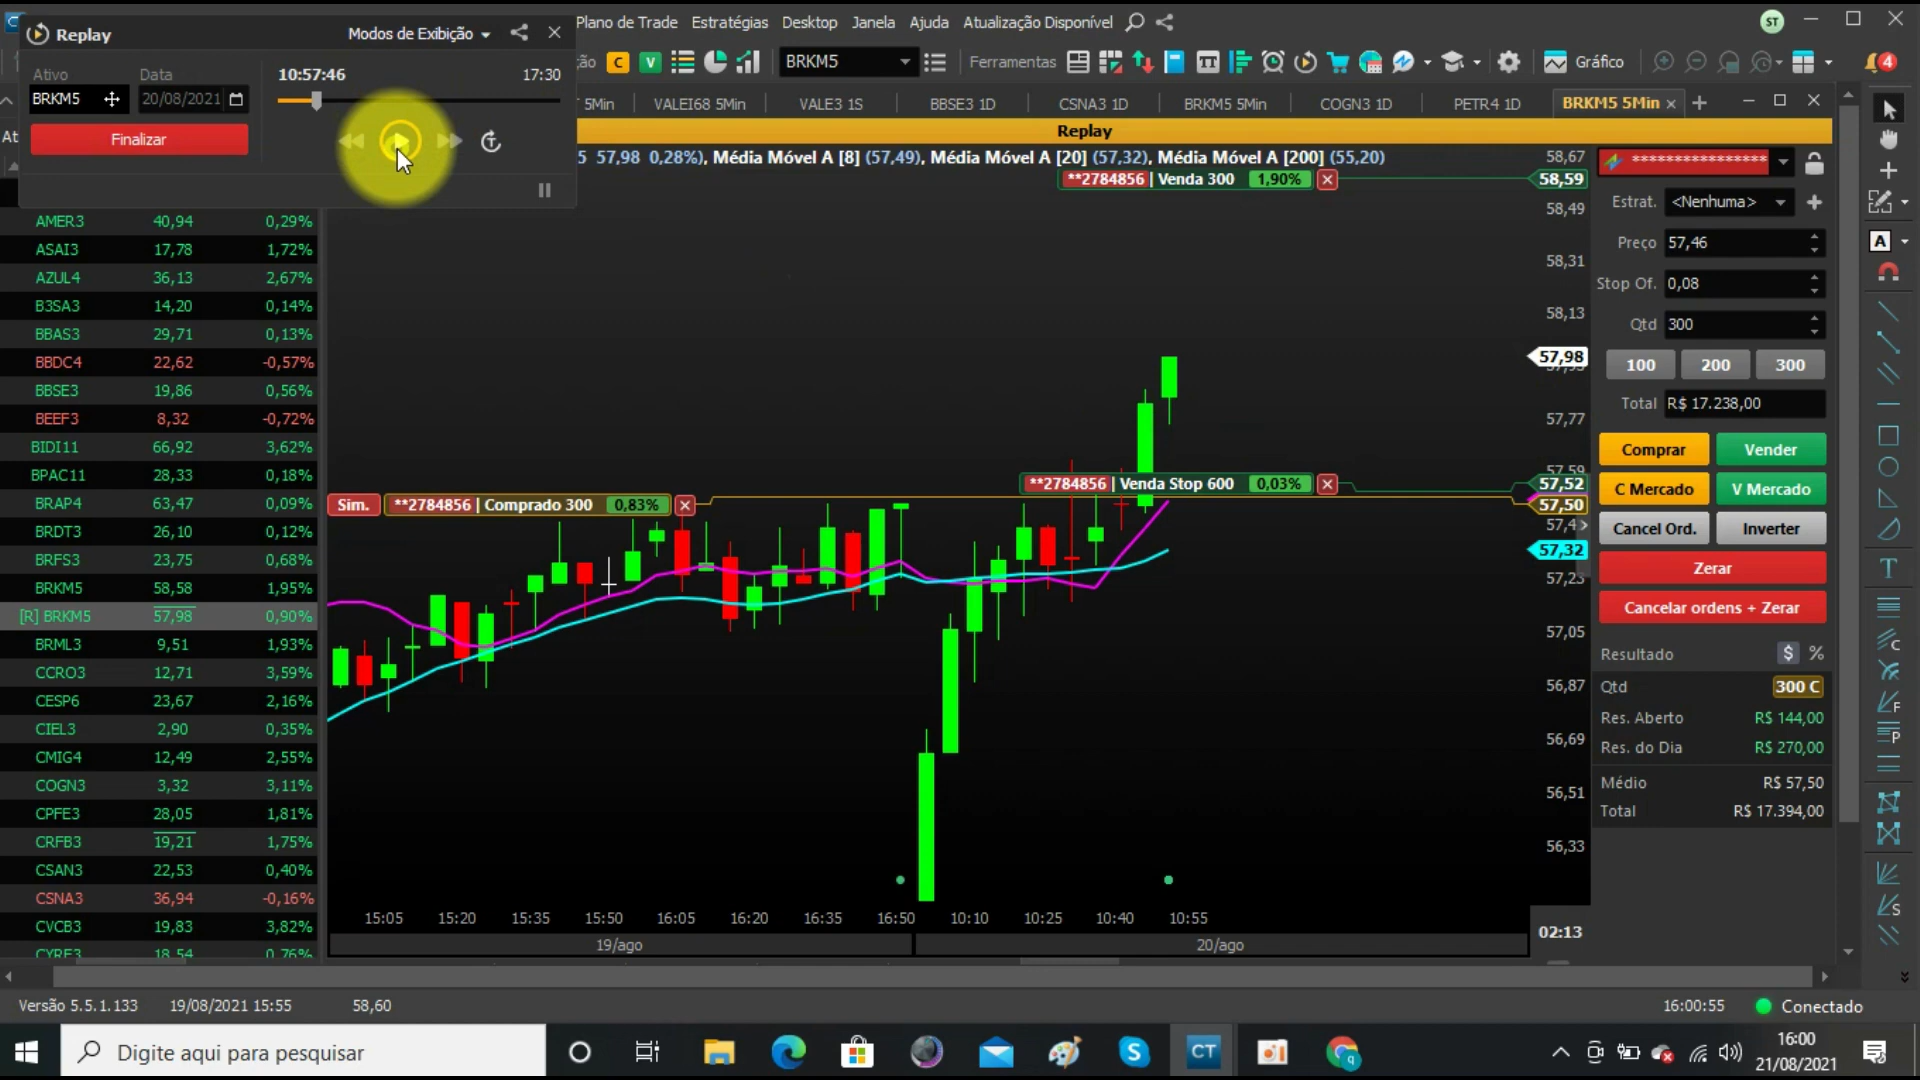 Replay
Modos de Exibição
Plano de Trade Estratégias Desktop Janela Ajuda Atualização Disponível
ST
Ativo Data 10:57:46 17:30
BRKM5 20/08/2021
Finalizar
C V BRKM5 Ferramentas Gráfico 4
5Min VALEI68 5Min VALE3 1S BBSE3 1D CSNA3 1D BRKM5 5Min COGN3 1D PETR4 1D BRKM5 5Min
Replay
57,98 0,28%), Média Móvel A [8] (57,49), Média Móvel A [20] (57,32), Média Móvel A [200] (55,20)
**2784856 | Venda 300 1,90%
**2784856 | Venda Stop 600 0,03%
Sim. **2784856 | Comprado 300 0,83%
AMER3 40,94 0,29%
ASAI3 17,78 1,72%
AZUL4 36,13 2,67%
B3SA3 14,20 0,14%
BBAS3 29,71 0,13%
BBDC4 22,62 -0,57%
BBSE3 19,86 0,56%
BEEF3 8,32 -0,72%
BIDI11 66,92 3,62%
BPAC11 28,33 0,18%
BRAP4 63,47 0,09%
BRDT3 26,10 0,12%
BRFS3 23,75 0,68%
BRKM5 58,58 1,95%
[R] BRKM5 57,98 0,90%
BRML3 9,51 1,93%
CCRO3 12,71 3,59%
CESP6 23,67 2,16%
CIEL3 2,90 0,35%
CMIG4 12,49 2,55%
COGN3 3,32 3,11%
CPFE3 28,05 1,81%
CRFB3 19,21 1,75%
CSAN3 22,53 0,40%
CSNA3 36,94 -0,16%
CVCB3 19,83 3,82%
CYRE3 18,54 0,76%
58,67
58,59
58,49
58,31
58,13
57,98
57,77
57,59
57,52
57,50
57,32
57,23
57,05
56,87
56,69
56,51
56,33
15:05 15:20 15:35 15:50 16:05 16:20 16:35 16:50 10:10 10:25 10:40 10:55
19/ago 20/ago
02:13
*****************
Estrat. <Nenhuma>
Preço 57,46
Stop Of. 0,08
Qtd 300
100 200 300
Total R$ 17.238,00
Comprar Vender
C Mercado V Mercado
Cancel Ord. Inverter
Zerar
Cancelar ordens + Zerar
Resultado $ %
Qtd 300 C
Res. Aberto R$ 144,00
Res. do Dia R$ 270,00
Médio R$ 57,50
Total R$ 17.394,00
Versão 5.5.1.133 19/08/2021 15:55 58,60 16:00:55 Conectado
Digite aqui para pesquisar
CT
16:00
21/08/2021